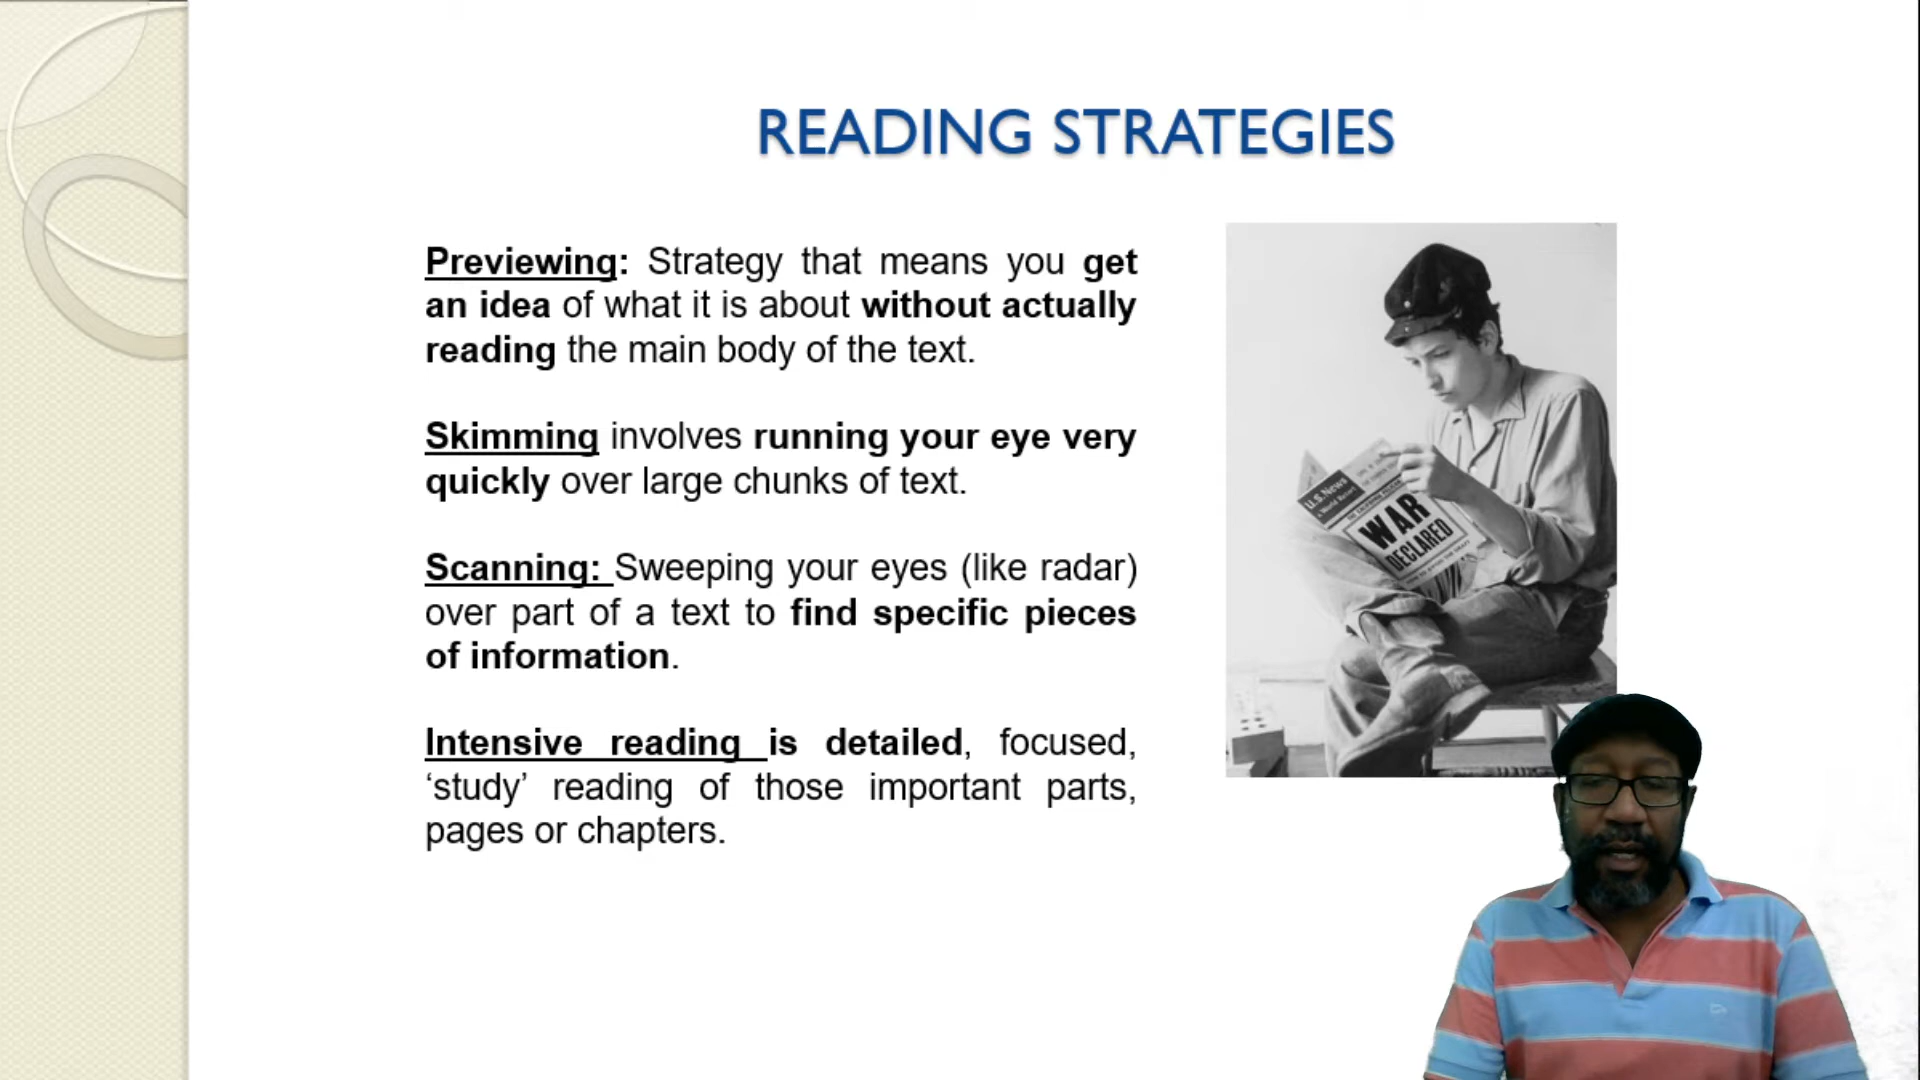 READING STRATEGIES
Previewing: Strategy that means you get
an idea of what it is about without actually
reading the main body of the text.
Skimming involves running your eye very
quickly over large chunks of text.
Scanning: Sweeping your eyes (like radar)
over part of a text to find specific pieces
of information.
Intensive reading is detailed, focused,
‘study’ reading of those important parts,
pages or chapters.
U.S.News
& World Report
WAR
DECLARED